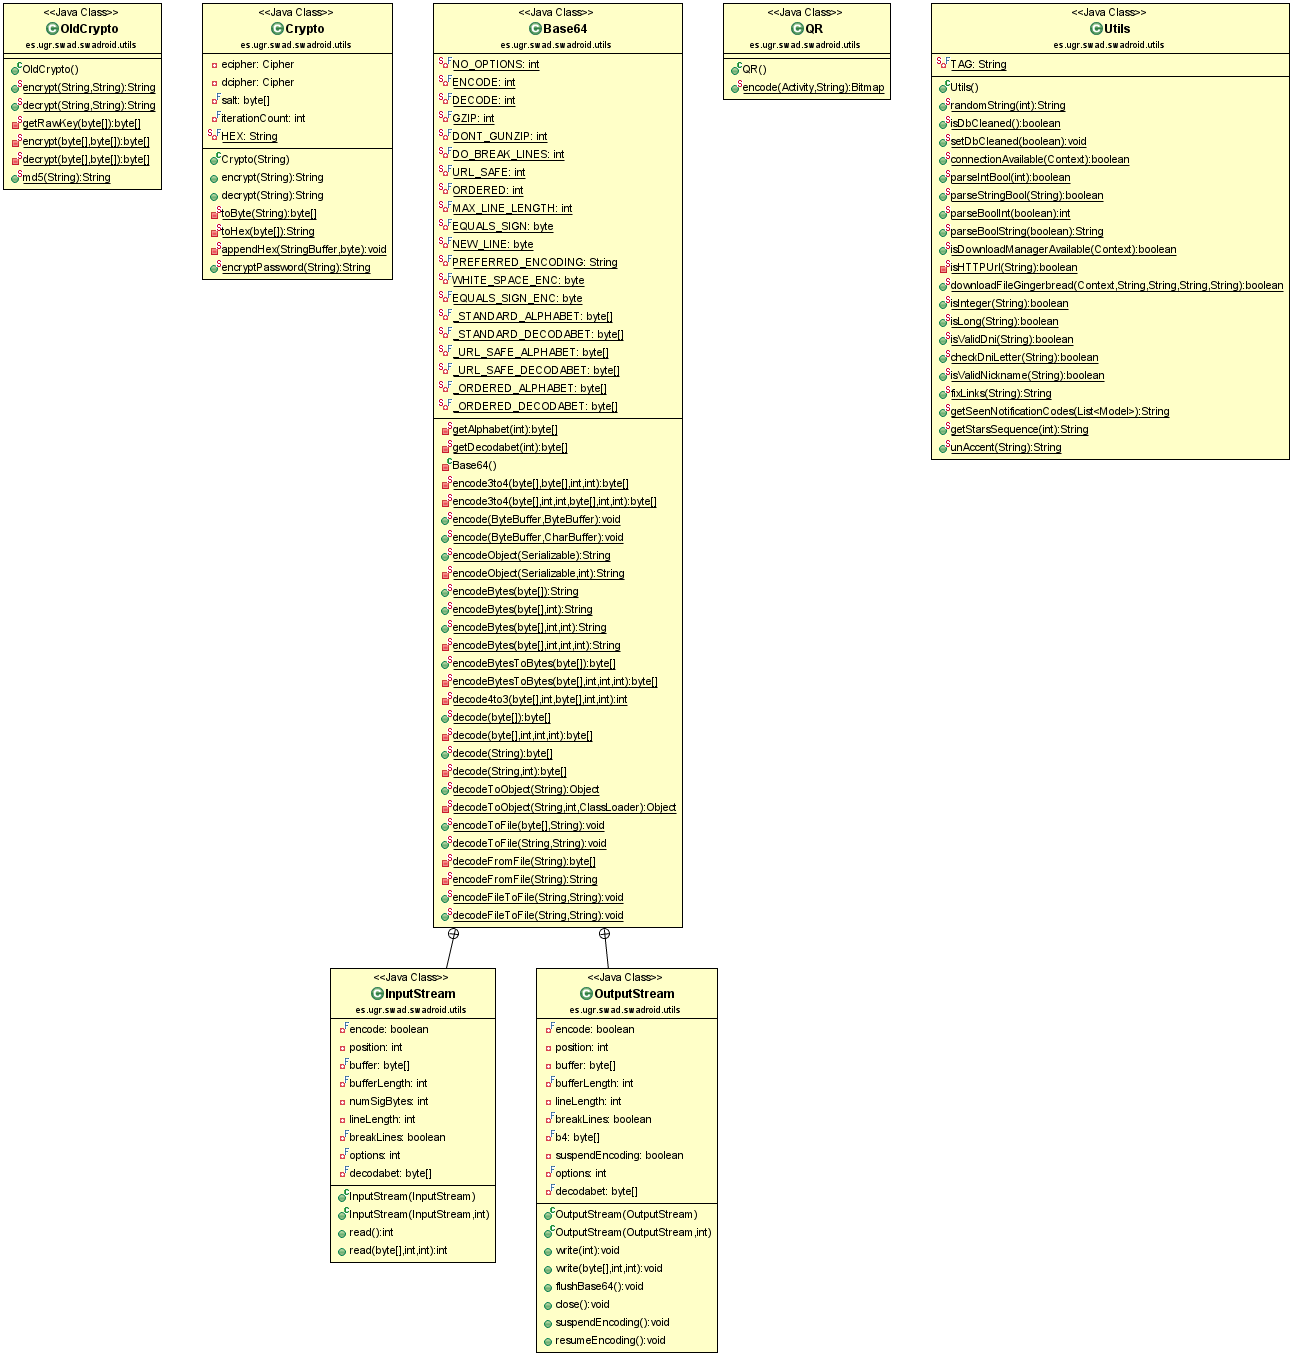 <<Java Class>>
OldCrypto
es.ugr.swad.swadroid.utils
OldCrypto()
encrypt(String,String):String
decrypt(String,String):String
getRawKey(byte[]):byte[]
encrypt(byte[],byte[]):byte[]
decrypt(byte[],byte[]):byte[]
md5(String):String
<<Java Class>>
Crypto
es.ugr.swad.swadroid.utils
ecipher: Cipher
dcipher: Cipher
salt: byte[]
iterationCount: int
HEX: String
Crypto(String)
encrypt(String):String
decrypt(String):String
toByte(String):byte[]
toHex(byte[]):String
appendHex(StringBuffer,byte):void
encryptPassword(String):String
<<Java Class>>
Base64
es.ugr.swad.swadroid.utils
NO_OPTIONS: int
ENCODE: int
DECODE: int
GZIP: int
DONT_GUNZIP: int
DO_BREAK_LINES: int
URL_SAFE: int
ORDERED: int
MAX_LINE_LENGTH: int
EQUALS_SIGN: byte
NEW_LINE: byte
PREFERRED_ENCODING: String
WHITE_SPACE_ENC: byte
EQUALS_SIGN_ENC: byte
_STANDARD_ALPHABET: byte[]
_STANDARD_DECODABET: byte[]
_URL_SAFE_ALPHABET: byte[]
_URL_SAFE_DECODABET: byte[]
_ORDERED_ALPHABET: byte[]
_ORDERED_DECODABET: byte[]
getAlphabet(int):byte[]
getDecodabet(int):byte[]
Base64()
encode3to4(byte[],byte[],int,int):byte[]
encode3to4(byte[],int,int,byte[],int,int):byte[]
encode(ByteBuffer,ByteBuffer):void
encode(ByteBuffer,CharBuffer):void
encodeObject(Serializable):String
encodeObject(Serializable,int):String
encodeBytes(byte[]):String
encodeBytes(byte[],int):String
encodeBytes(byte[],int,int):String
encodeBytes(byte[],int,int,int):String
encodeBytesToBytes(byte[]):byte[]
encodeBytesToBytes(byte[],int,int,int):byte[]
decode4to3(byte[],int,byte[],int,int):int
decode(byte[]):byte[]
decode(byte[],int,int,int):byte[]
decode(String):byte[]
decode(String,int):byte[]
decodeToObject(String):Object
decodeToObject(String,int,ClassLoader):Object
encodeToFile(byte[],String):void
decodeToFile(String,String):void
decodeFromFile(String):byte[]
encodeFromFile(String):String
encodeFileToFile(String,String):void
decodeFileToFile(String,String):void
<<Java Class>>
QR
es.ugr.swad.swadroid.utils
QR()
encode(Activity,String):Bitmap
<<Java Class>>
Utils
es.ugr.swad.swadroid.utils
TAG: String
Utils()
randomString(int):String
isDbCleaned():boolean
setDbCleaned(boolean):void
connectionAvailable(Context):boolean
parseIntBool(int):boolean
parseStringBool(String):boolean
parseBoolInt(boolean):int
parseBoolString(boolean):String
isDownloadManagerAvailable(Context):boolean
isHTTPUrl(String):boolean
downloadFileGingerbread(Context,String,String,String,String):boolean
isInteger(String):boolean
isLong(String):boolean
isValidDni(String):boolean
checkDniLetter(String):boolean
isValidNickname(String):boolean
fixLinks(String):String
getSeenNotificationCodes(List<Model>):String
getStarsSequence(int):String
unAccent(String):String
<<Java Class>>
InputStream
es.ugr.swad.swadroid.utils
encode: boolean
position: int
buffer: byte[]
bufferLength: int
numSigBytes: int
lineLength: int
breakLines: boolean
options: int
decodabet: byte[]
InputStream(InputStream)
InputStream(InputStream,int)
read():int
read(byte[],int,int):int
<<Java Class>>
OutputStream
es.ugr.swad.swadroid.utils
encode: boolean
position: int
buffer: byte[]
bufferLength: int
lineLength: int
breakLines: boolean
b4: byte[]
suspendEncoding: boolean
options: int
decodabet: byte[]
OutputStream(OutputStream)
OutputStream(OutputStream,int)
write(int):void
write(byte[],int,int):void
flushBase64():void
close():void
suspendEncoding():void
resumeEncoding():void